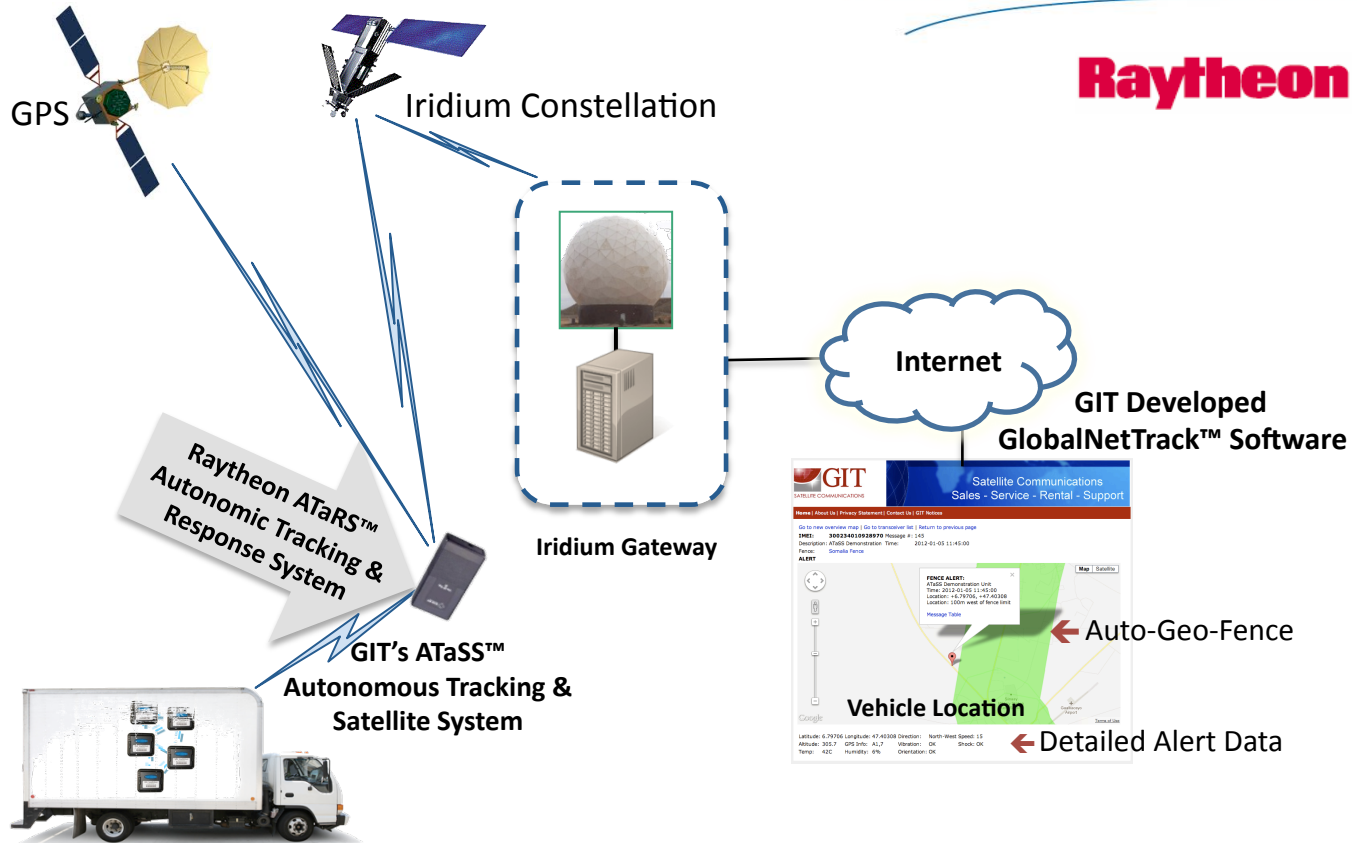 GPS
Iridium Constellation
Raytheon
Internet
GIT Developed
GlobalNetTrack™ Software
Raytheon ATaRS™
Autonomic Tracking &
Response System
Iridium Gateway
GIT's ATaSS™
Autonomous Tracking &
Satellite System
GIT
SATELLITE COMMUNICATIONS
Satellite Communications
Sales - Service - Rental - Support
Home | About Us | Privacy Statement | Contact Us | GIT Notices
Go to new overview map | Go to transceiver list | Return to previous page
IMEI: 300234010928970 Message #: 145
Description: ATaSS Demonstration Time: 2012-01-05 11:45:00
Fence: Somalia Fence
ALERT
Map Satellite
FENCE ALERT:
ATaSS Demonstration Unit
Time: 2012-01-05 11:45:00
Location: +6.79706, +47.40308
Location: 100m west of fence limit
Message Table
Auto-Geo-Fence
Vehicle Location
Google
Airport
Terms of Use
Latitude: 6.79706 Longitude: 47.40308 Direction: North-West Speed: 15
Altitude: 305.7 GPS Info: A1,7 Vibration: OK Shock: OK
Temp: 42C Humidity: 6% Orientation: OK
Detailed Alert Data